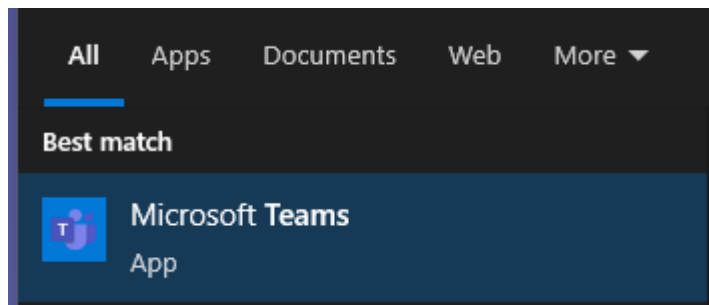 All Apps Documents Web More
Best match
T
Microsoft Teams
App